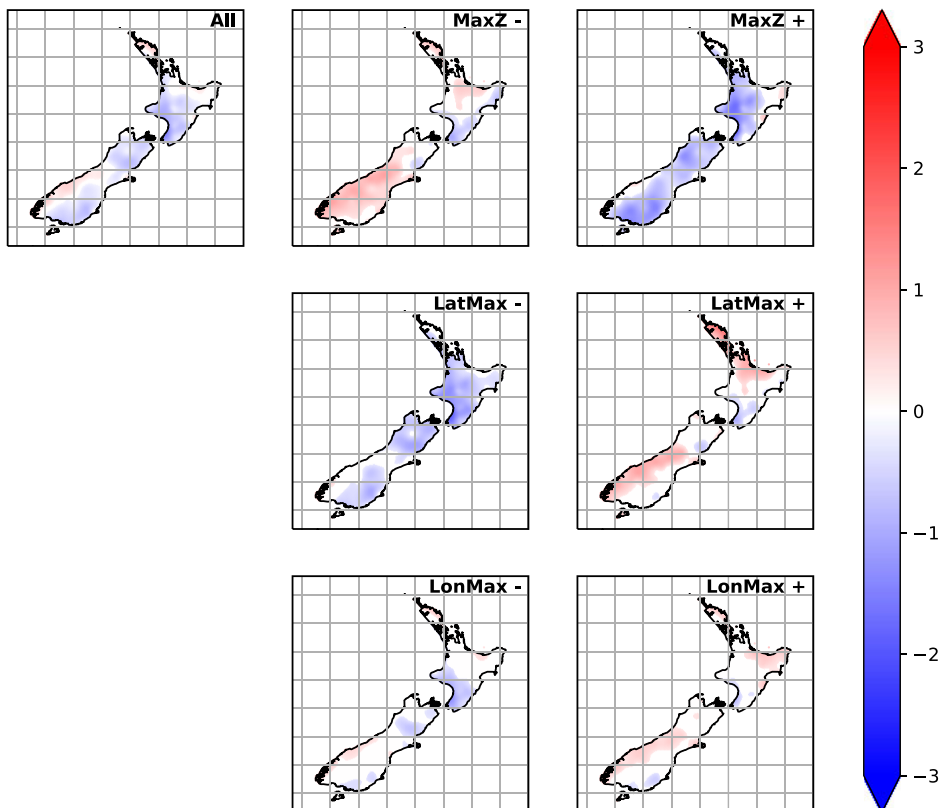 All
MaxZ -
MaxZ +
LatMax -
LatMax +
LonMax -
LonMax +
3
2
1
0
−1
−2
−3